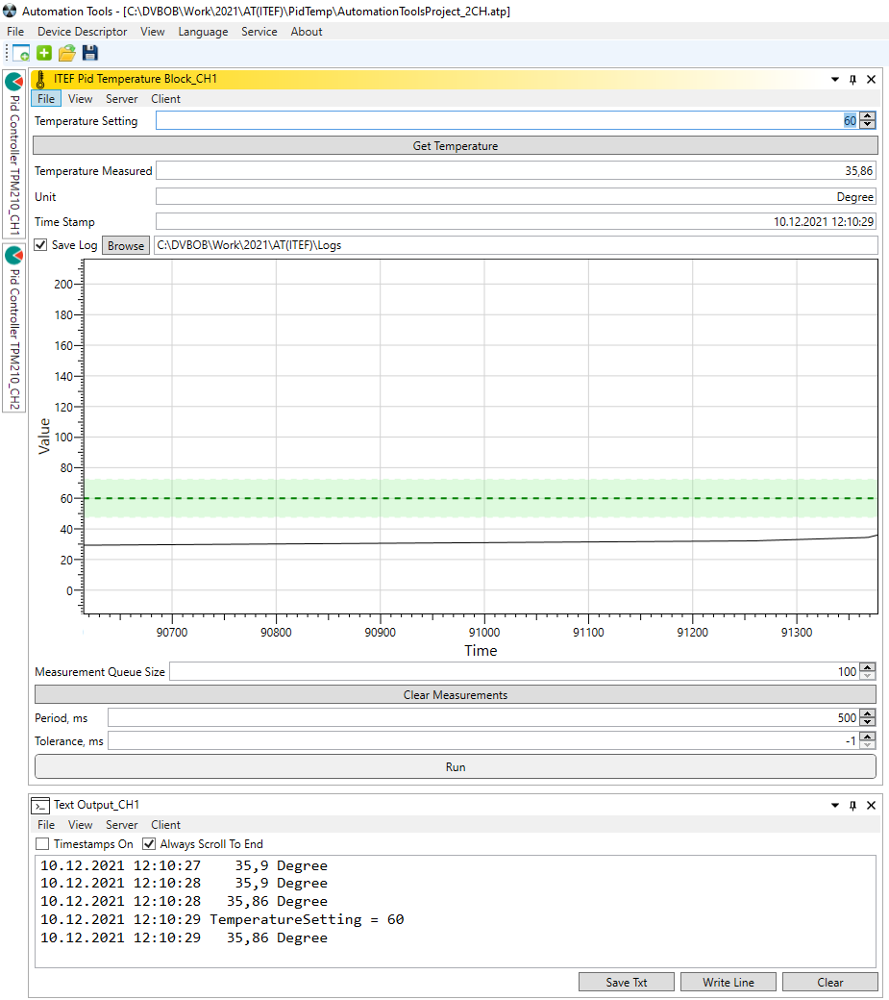 Automation Tools - [C:\DVBOB\Work\2021\AT(ITEF)\PidTemp\AutomationToolsProject_2CH.atp]
File Device Descriptor View Language Service About
Pid Controller TPM210_CH1
Pid Controller TPM210_CH2
ITEF Pid Temperature Block_CH1
File View Server Client
Temperature Setting 60
Get Temperature
Temperature Measured 35,86
Unit Degree
Time Stamp 10.12.2021 12:10:29
Save Log Browse C:\DVBOB\Work\2021\AT(ITEF)\Logs
200
180
160
140
120
100
80
60
40
20
0
Value
90700 90800 90900 91000 91100 91200 91300
Time
Measurement Queue Size 100
Clear Measurements
Period, ms 500
Tolerance, ms -1
Run
Text Output_CH1
File View Server Client
Timestamps On Always Scroll To End
10.12.2021 12:10:27 35,9 Degree
10.12.2021 12:10:28 35,9 Degree
10.12.2021 12:10:28 35,86 Degree
10.12.2021 12:10:29 TemperatureSetting = 60
10.12.2021 12:10:29 35,86 Degree
Save Txt Write Line Clear